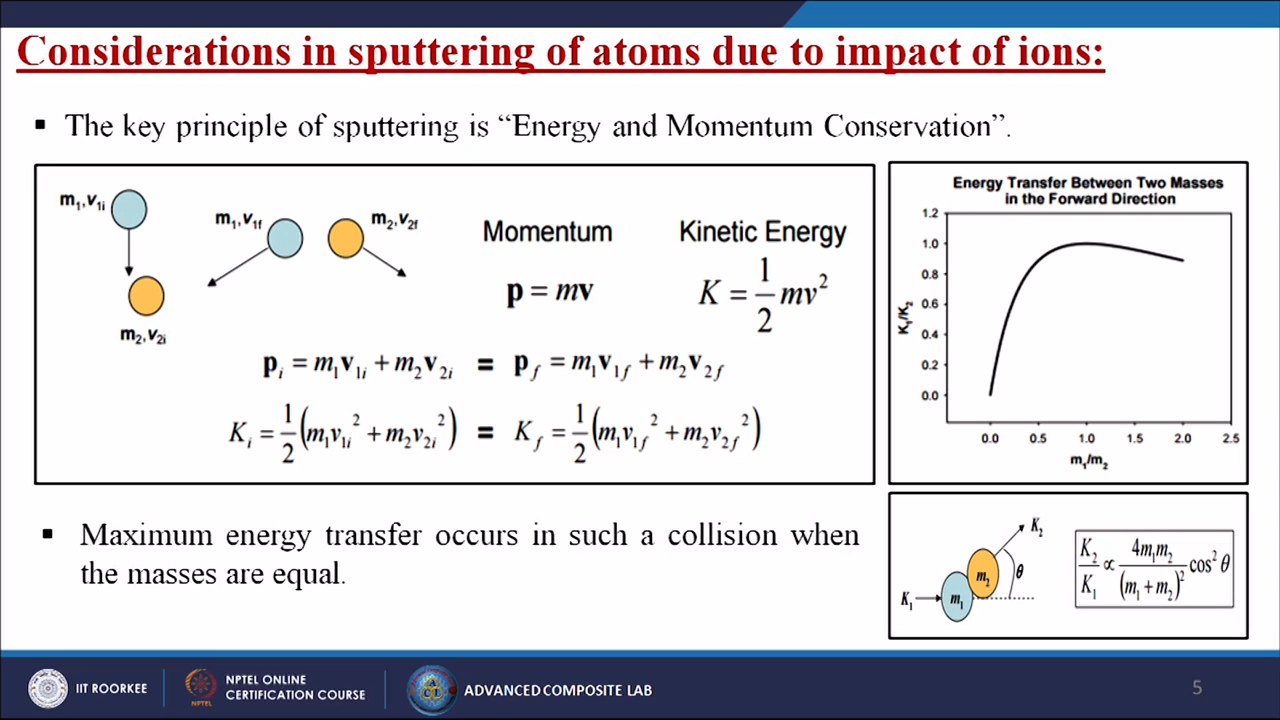 Considerations in sputtering of atoms due to impact of ions:
▪ The key principle of sputtering is “Energy and Momentum Conservation”.
m₁,v₁ᵢ
m₂,v₂ᵢ
m₁,v₁f
m₂,v₂f
Momentum
p = mv
Kinetic Energy
K = 1/2 mv²
pᵢ = m₁v₁ᵢ + m₂v₂ᵢ = p_f = m₁v₁f + m₂v₂f
Kᵢ = 1/2 (m₁v₁ᵢ² + m₂v₂ᵢ²) = K_f = 1/2 (m₁v₁f² + m₂v₂f²)
Energy Transfer Between Two Masses
in the Forward Direction
K₁/K₂
1.2
1.0
0.8
0.6
0.4
0.2
0.0
0.0 0.5 1.0 1.5 2.0 2.5
m₁/m₂
▪ Maximum energy transfer occurs in such a collision when
the masses are equal.
K₁
m₁
m₂
K₂
θ
K₂/K₁ ∝ 4m₁m₂/(m₁+m₂)² cos²θ
IIT ROORKEE
NPTEL
NPTEL ONLINE
CERTIFICATION COURSE
ADVANCED COMPOSITE LAB
5